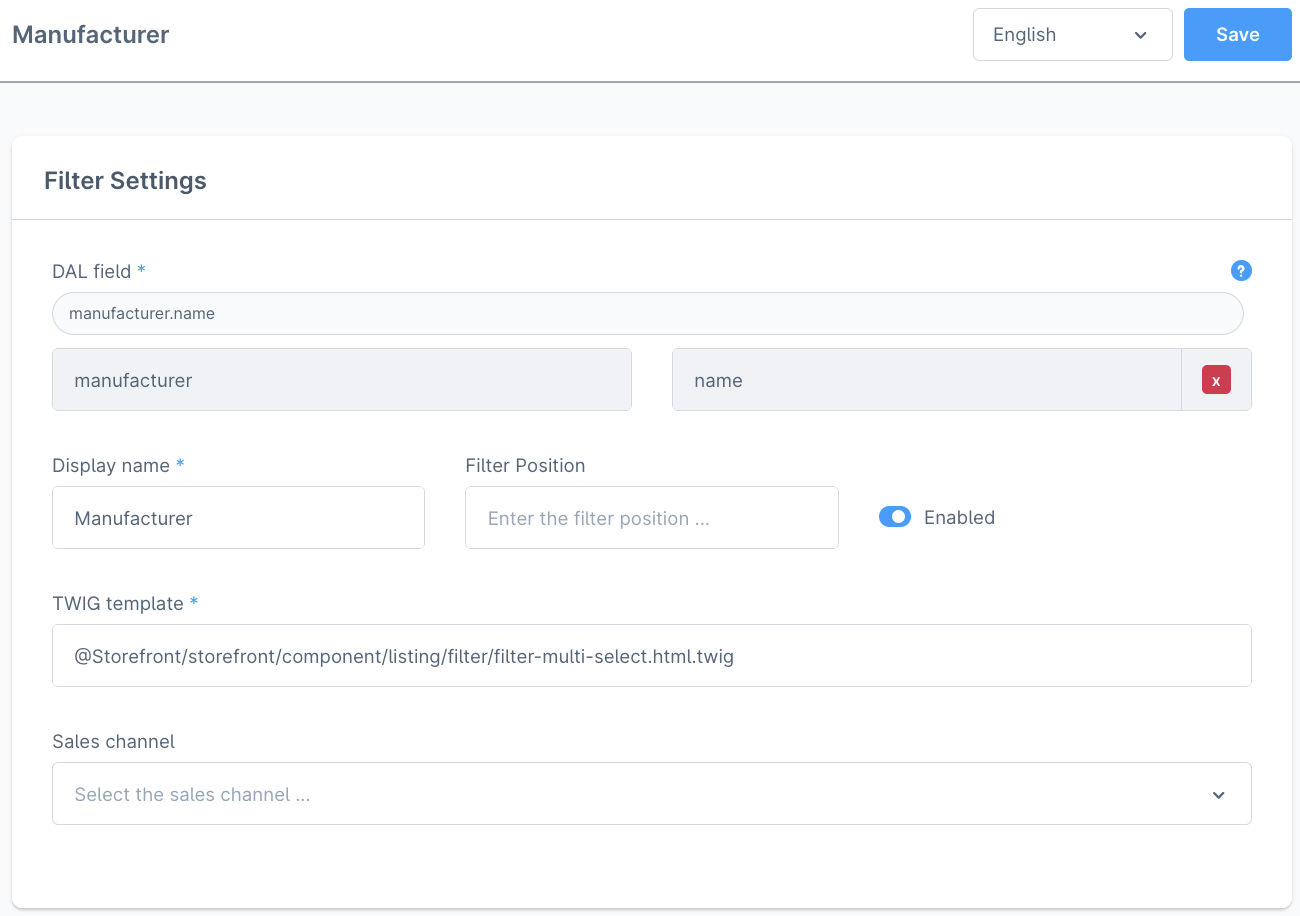 Manufacturer
English
Save
Filter Settings
DAL field *
?
manufacturer.name
manufacturer
name
x
Display name *
Filter Position
Manufacturer
Enter the filter position ...
Enabled
TWIG template *
@Storefront/storefront/component/listing/filter/filter-multi-select.html.twig
Sales channel
Select the sales channel ...